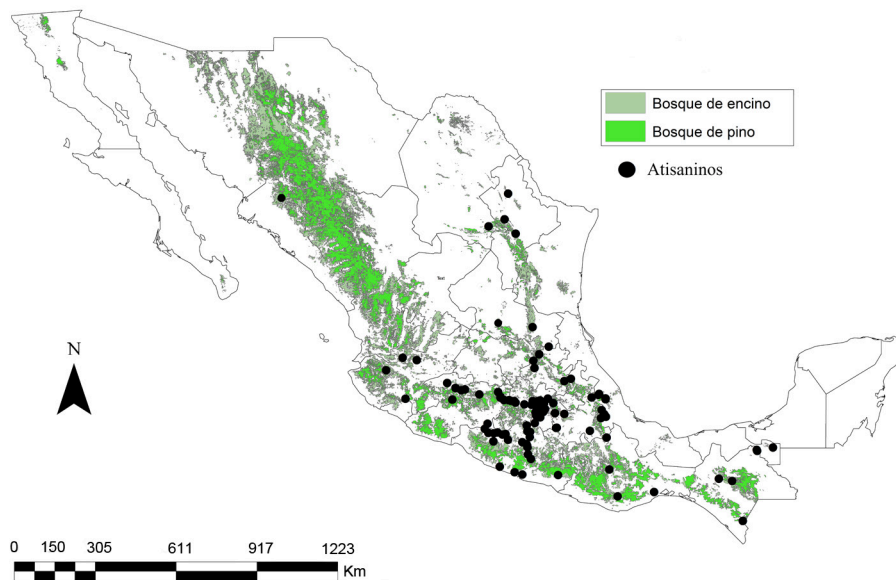 Bosque de encino
Bosque de pino
Atisaninos
N
0 150 305 611 917 1223
Km